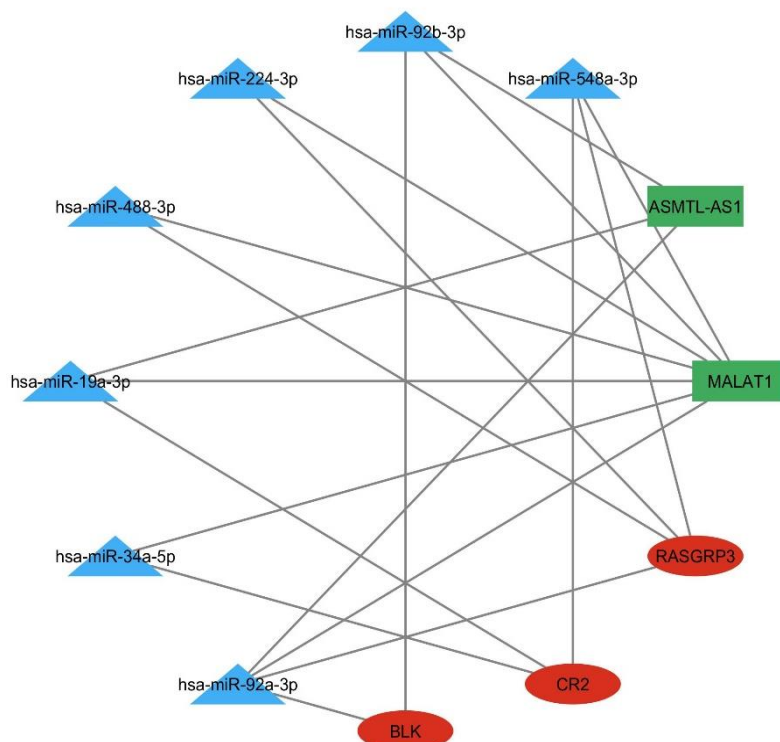 hsa-miR-92b-3p
hsa-miR-224-3p
hsa-miR-548a-3p
hsa-miR-488-3p
ASMTL-AS1
hsa-miR-19a-3p
MALAT1
hsa-miR-34a-5p
RASGRP3
hsa-miR-92a-3p
CR2
BLK